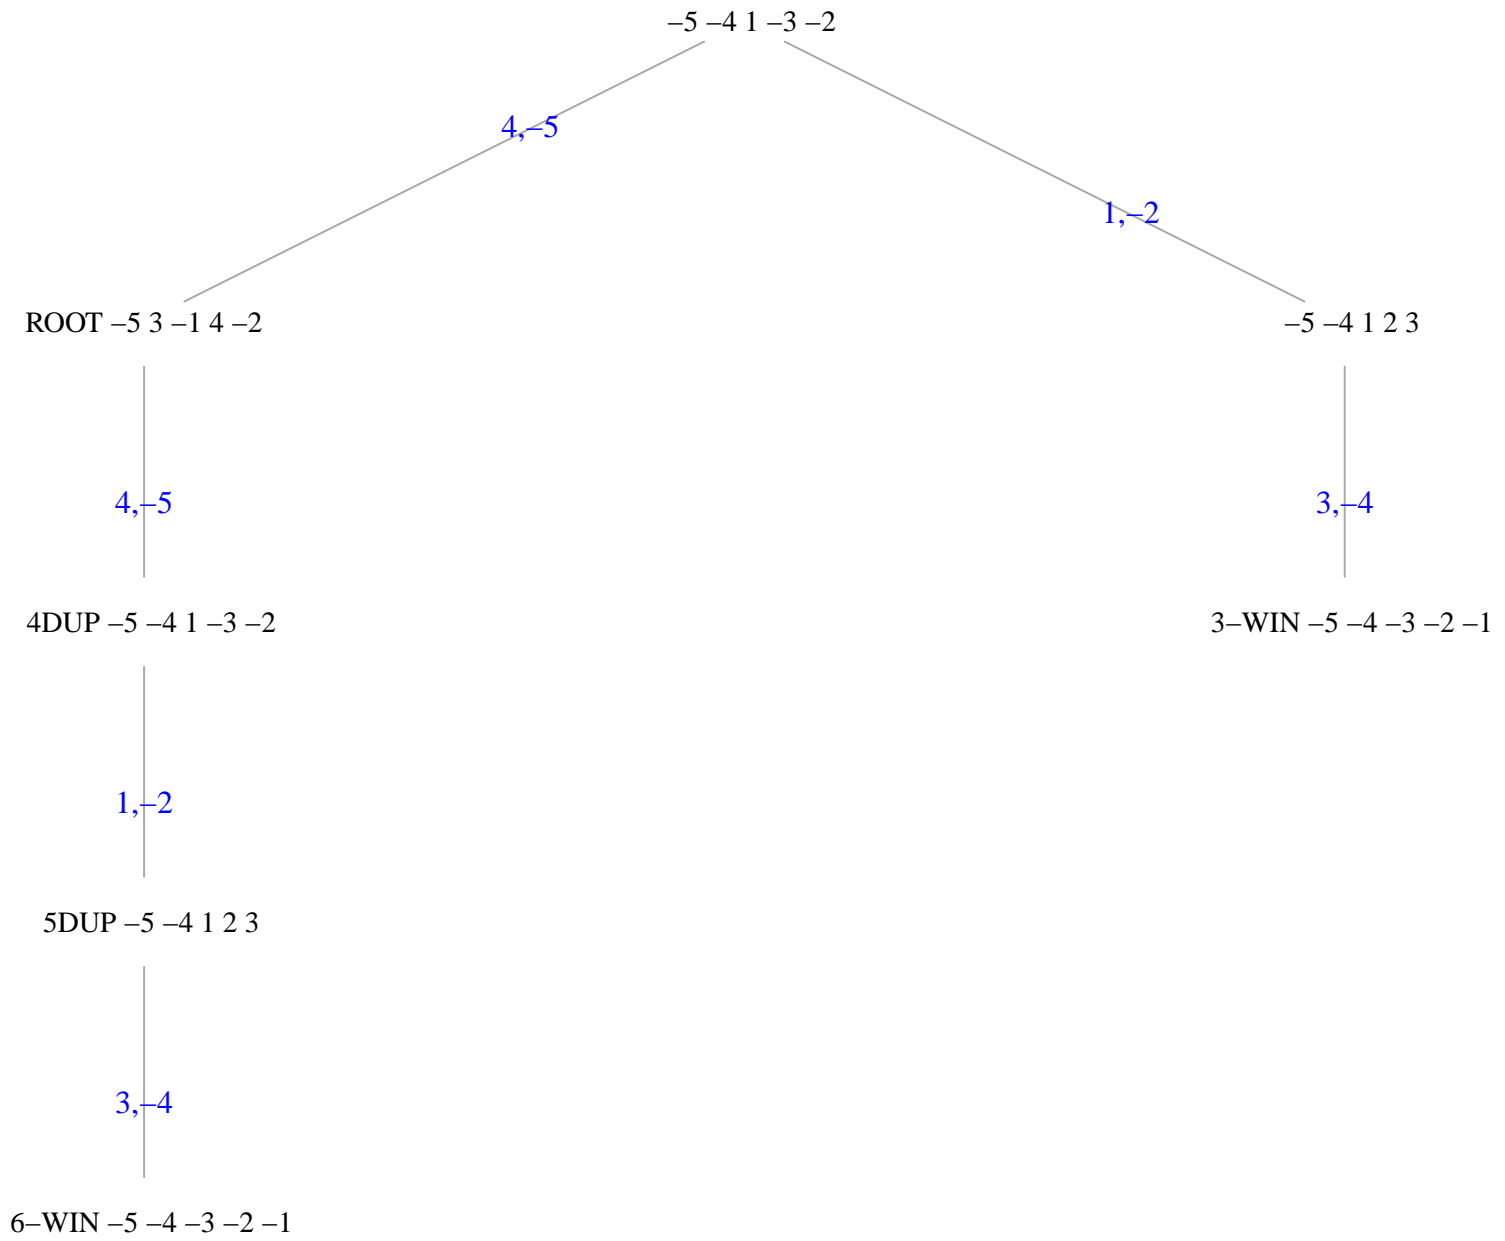 –5 –4 1 –3 –2
4,–5
1,–2
ROOT –5 3 –1 4 –2
–5 –4 1 2 3
4,–5
3,–4
4DUP –5 –4 1 –3 –2
3–WIN –5 –4 –3 –2 –1
1,–2
5DUP –5 –4 1 2 3
3,–4
6–WIN –5 –4 –3 –2 –1